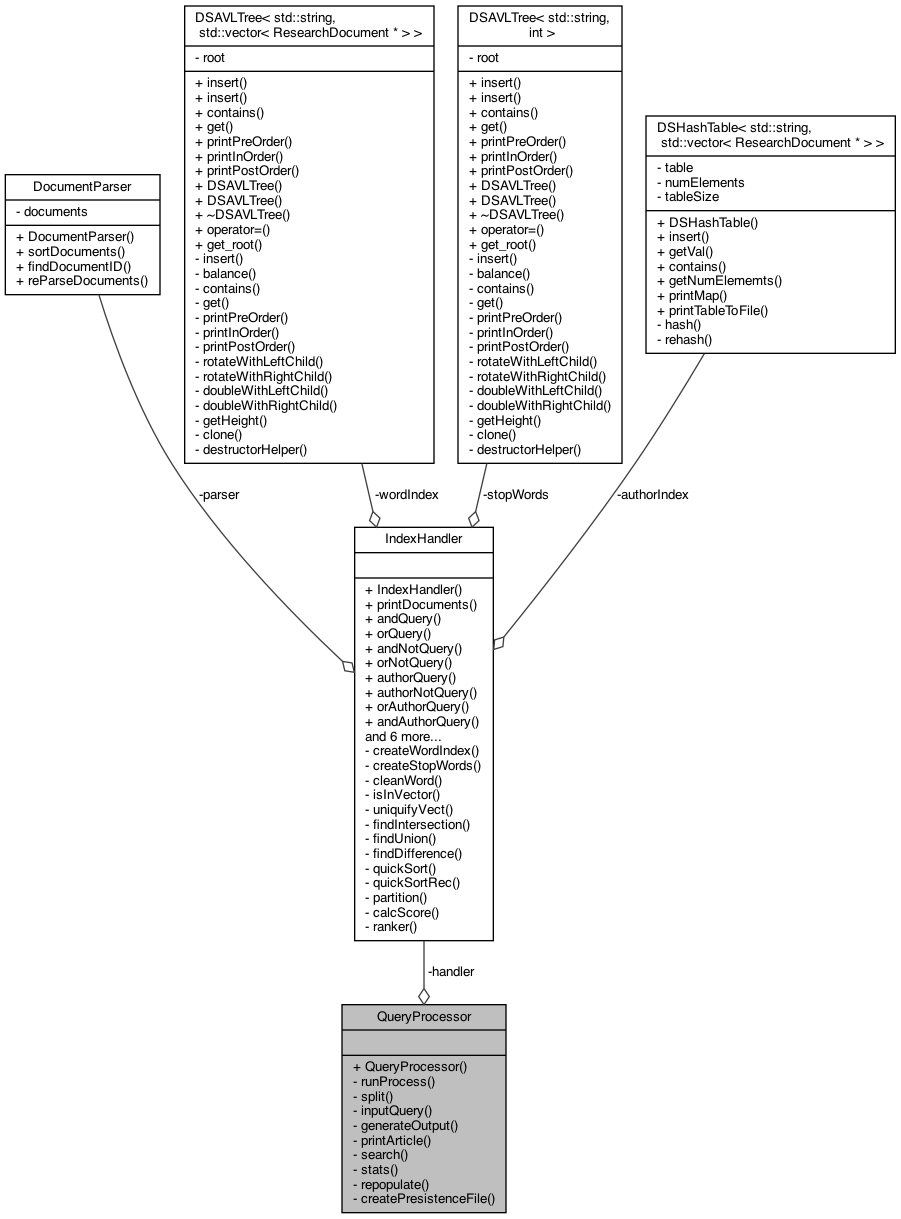 DSAVLTree< std::string,
std::vector< ResearchDocument * > >
- root
+ insert()
+ insert()
+ contains()
+ get()
+ printPreOrder()
+ printInOrder()
+ printPostOrder()
+ DSAVLTree()
+ DSAVLTree()
+ ~DSAVLTree()
+ operator=()
+ get_root()
- insert()
- balance()
- contains()
- get()
- printPreOrder()
- printInOrder()
- printPostOrder()
- rotateWithLeftChild()
- rotateWithRightChild()
- doubleWithLeftChild()
- doubleWithRightChild()
- getHeight()
- clone()
- destructorHelper()
DSAVLTree< std::string,
int >
- root
+ insert()
+ insert()
+ contains()
+ get()
+ printPreOrder()
+ printInOrder()
+ printPostOrder()
+ DSAVLTree()
+ DSAVLTree()
+ ~DSAVLTree()
+ operator=()
+ get_root()
- insert()
- balance()
- contains()
- get()
- printPreOrder()
- printInOrder()
- printPostOrder()
- rotateWithLeftChild()
- rotateWithRightChild()
- doubleWithLeftChild()
- doubleWithRightChild()
- getHeight()
- clone()
- destructorHelper()
DSHashTable< std::string,
std::vector< ResearchDocument * > >
- table
- numElements
- tableSize
+ DSHashTable()
+ insert()
+ getVal()
+ contains()
+ getNumElememts()
+ printMap()
+ printTableToFile()
- hash()
- rehash()
DocumentParser
- documents
+ DocumentParser()
+ sortDocuments()
+ findDocumentID()
+ reParseDocuments()
-parser
-wordIndex
-stopWords
-authorIndex
IndexHandler
+ IndexHandler()
+ printDocuments()
+ andQuery()
+ orQuery()
+ andNotQuery()
+ orNotQuery()
+ authorQuery()
+ authorNotQuery()
+ orAuthorQuery()
+ andAuthorQuery()
and 6 more...
- createWordIndex()
- createStopWords()
- cleanWord()
- isInVector()
- uniquifyVect()
- findIntersection()
- findUnion()
- findDifference()
- quickSort()
- quickSortRec()
- partition()
- calcScore()
- ranker()
-handler
QueryProcessor
+ QueryProcessor()
- runProcess()
- split()
- inputQuery()
- generateOutput()
- printArticle()
- search()
- stats()
- repopulate()
- createPresistenceFile()